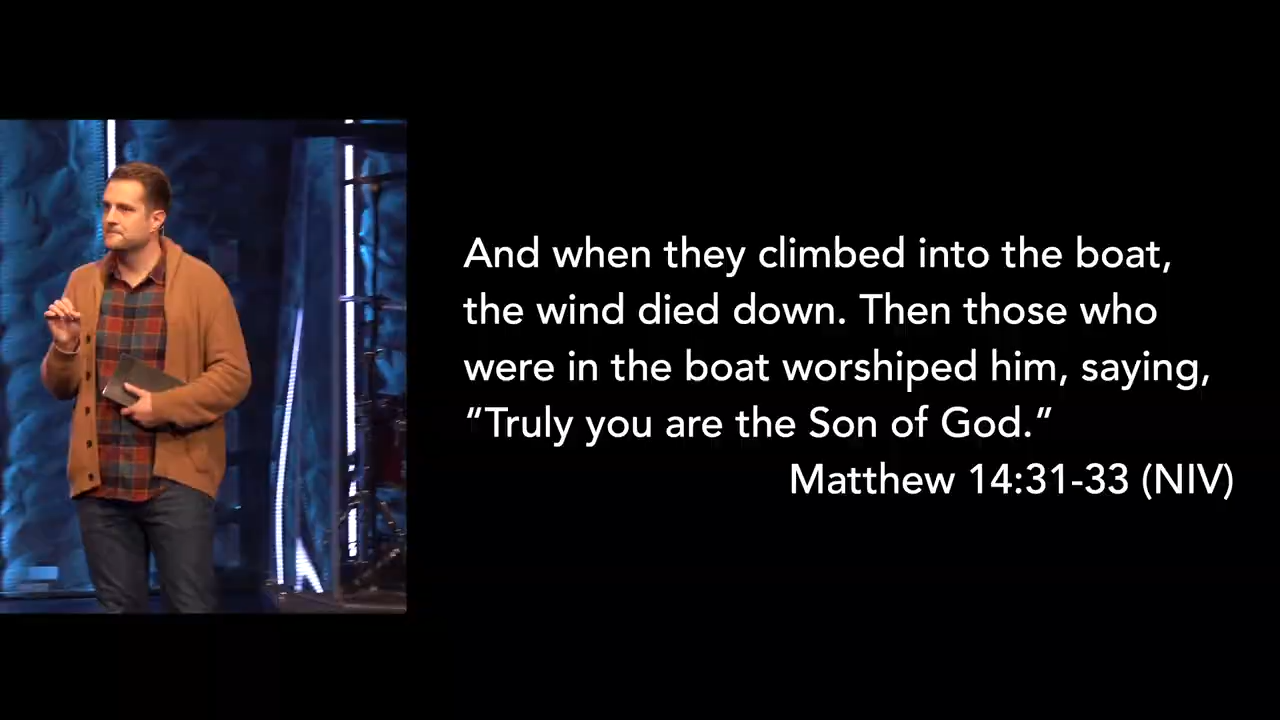 And when they climbed into the boat,
the wind died down. Then those who
were in the boat worshiped him, saying,
“Truly you are the Son of God.”
Matthew 14:31-33 (NIV)